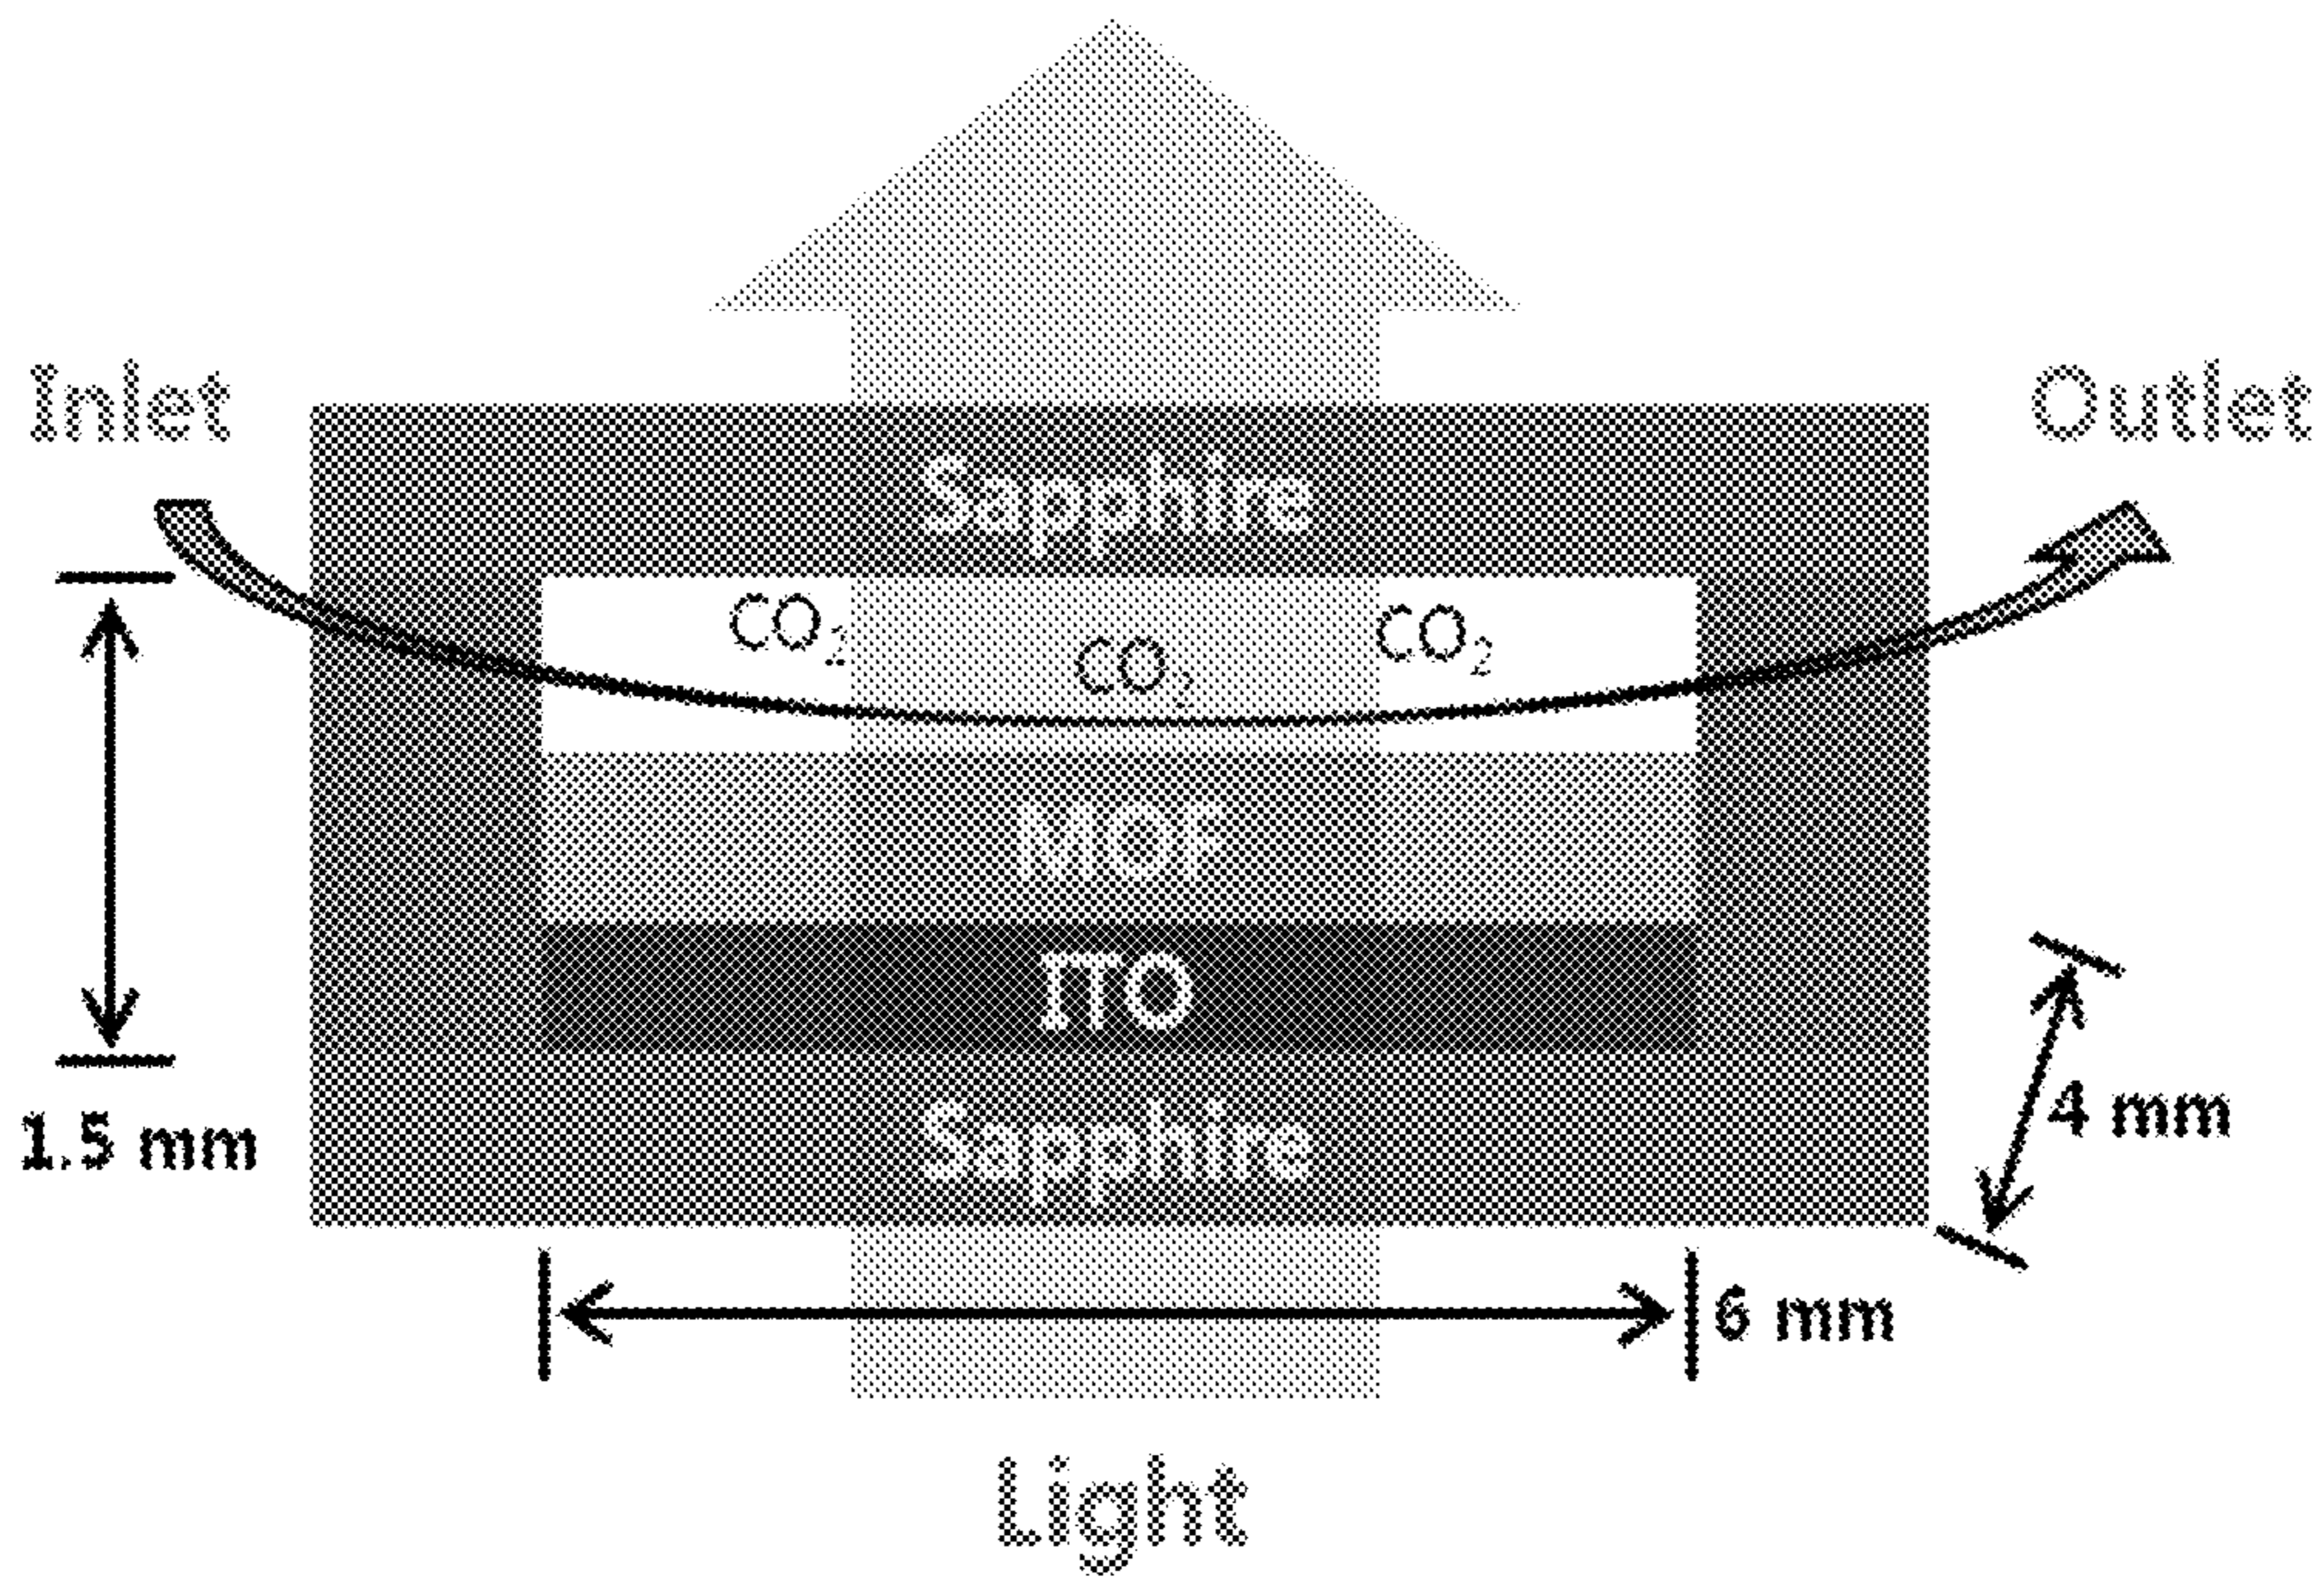 Inlet
Outlet
Sapphire
CO₂
CO₂
CO₂
MOF
ITO
Sapphire
1.5 mm
4 mm
6 mm
Light